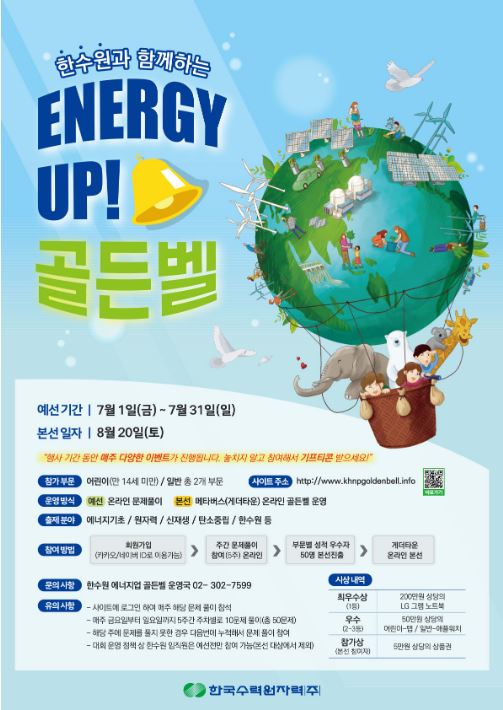 한수원과 함께하는
ENERGY
UP!
골든벨
예선 기간 | 7월 1일(금) ~ 7월 31일(일)
본선 일자 | 8월 20일(토)
"행사 기간 동안 매주 다양한 이벤트가 진행됩니다. 놓치지 말고 참여해서 기프티콘 받으세요!"
참가 부문 어린이(만 14세 미만) / 일반 총 2개 부문 사이트 주소 http://www.khnpgoldenbell.info
바로가기
운영 방식 예선 온라인 문제풀이 본선 메타버스(게더타운) 온라인 골든벨 운영
출제 분야 에너지기초 / 원자력 / 신재생 / 탄소중립 / 한수원 등
참여 방법 회원가입 (카카오/네이버 ID로 이용가능) 주간 문제풀이 참여 (5주) 온라인 부문별 성적 우수자 50명 본선진출 게더타운 온라인 본선
문의 사항 한수원 에너지업 골든벨 운영국 02- 302-7599
유의 사항 - 사이트에 로그인 하여 매주 해당 문제 풀이 참석
- 매주 금요일부터 일요일까지 5주간 주차별로 10문제 풀이(총 50문제)
- 해당 주에 문제를 풀지 못한 경우 다음번에 누적해서 문제 풀이 참여
- 대회 운영 정책 상 한수원 임직원은 예선전만 참여 가능(본선 대상에서 제외)
시상 내역
최우수상 (1등) 200만원 상당의 LG 그램 노트북
우수 (2-3등) 50만원 상당의 어린이-탭 / 일반-애플워치
참가상 (본선 참여자) 5만원 상당의 상품권
한국수력원자력(주)